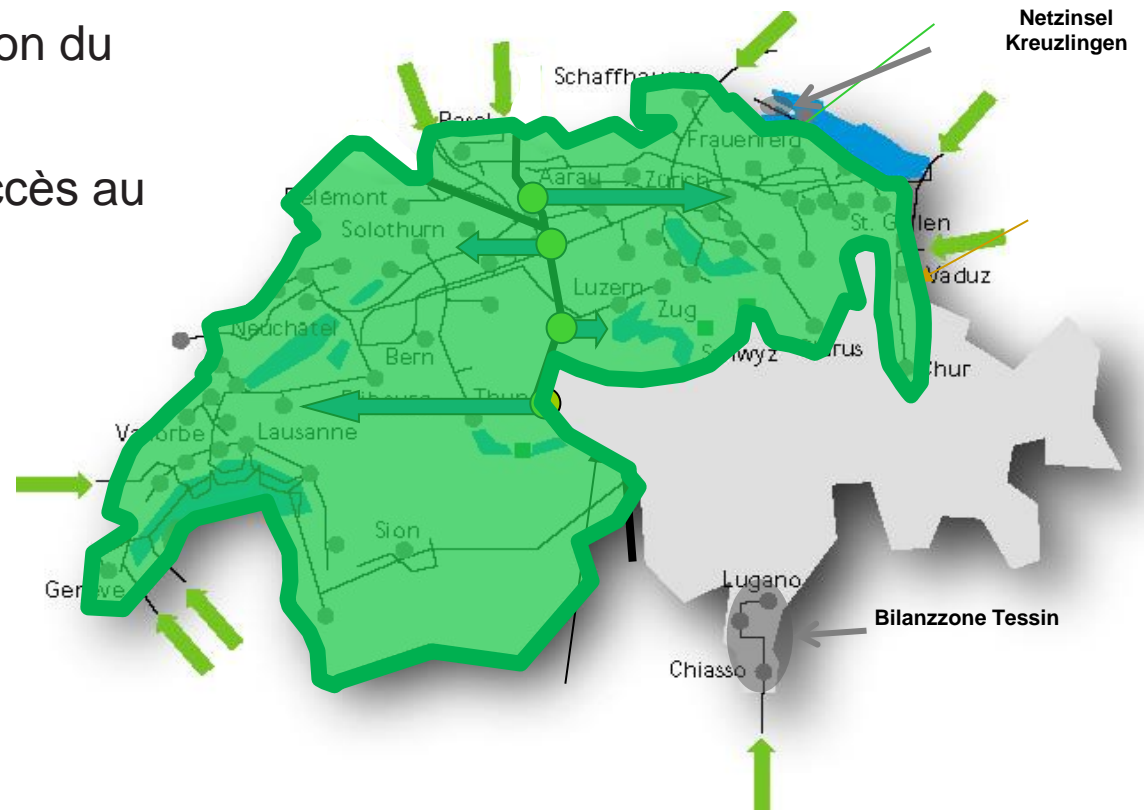 on du
ccès au
Netzinsel
Kreuzlingen
Schaffhausen
Basel
Frauenfeld
Aarau
Zürich
Delémont
Solothurn
St. Gallen
Vaduz
Luzern
Zug
Neuchâtel
Bern
Schwyz
Glarus
Chur
Fribourg
Thun
Vallorbe
Lausanne
Sion
Genève
Lugano
Bilanzzone Tessin
Chiasso